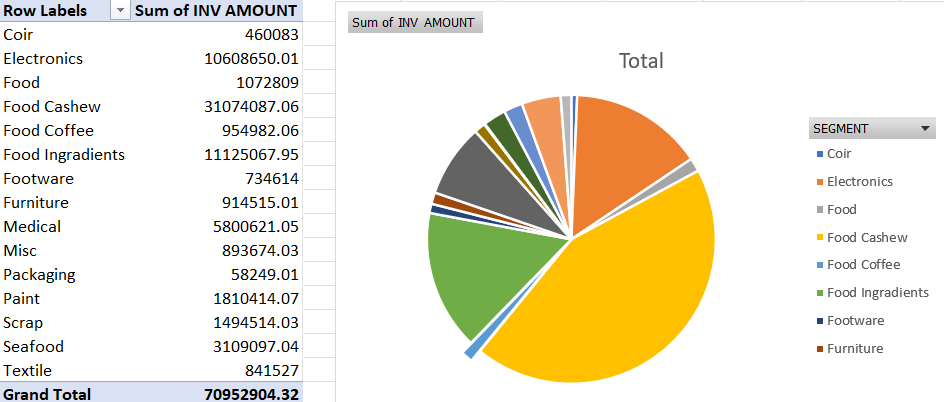 Row Labels Sum of INV AMOUNT
Coir 460083
Electronics 10608650.01
Food 1072809
Food Cashew 31074087.06
Food Coffee 954982.06
Food Ingradients 11125067.95
Footware 734614
Furniture 914515.01
Medical 5800621.05
Misc 893674.03
Packaging 58249.01
Paint 1810414.07
Scrap 1494514.03
Seafood 3109097.04
Textile 841527
Grand Total 70952904.32
Sum of INV AMOUNT
Total
SEGMENT
Coir
Electronics
Food
Food Cashew
Food Coffee
Food Ingradients
Footware
Furniture